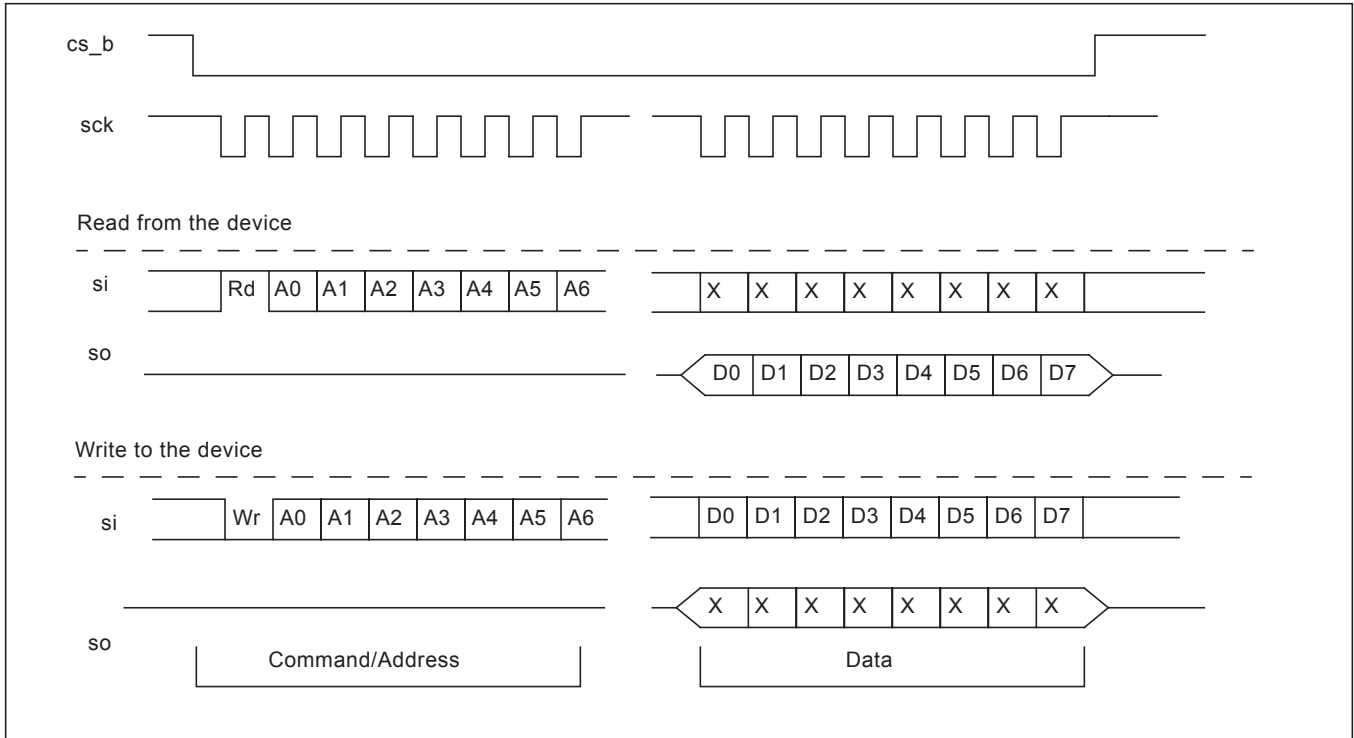 cs_b
sck
Read from the device
si Rd A0 A1 A2 A3 A4 A5 A6 X X X X X X X X
so D0 D1 D2 D3 D4 D5 D6 D7
Write to the device
si Wr A0 A1 A2 A3 A4 A5 A6 D0 D1 D2 D3 D4 D5 D6 D7
so X X X X X X X X
Command/Address Data